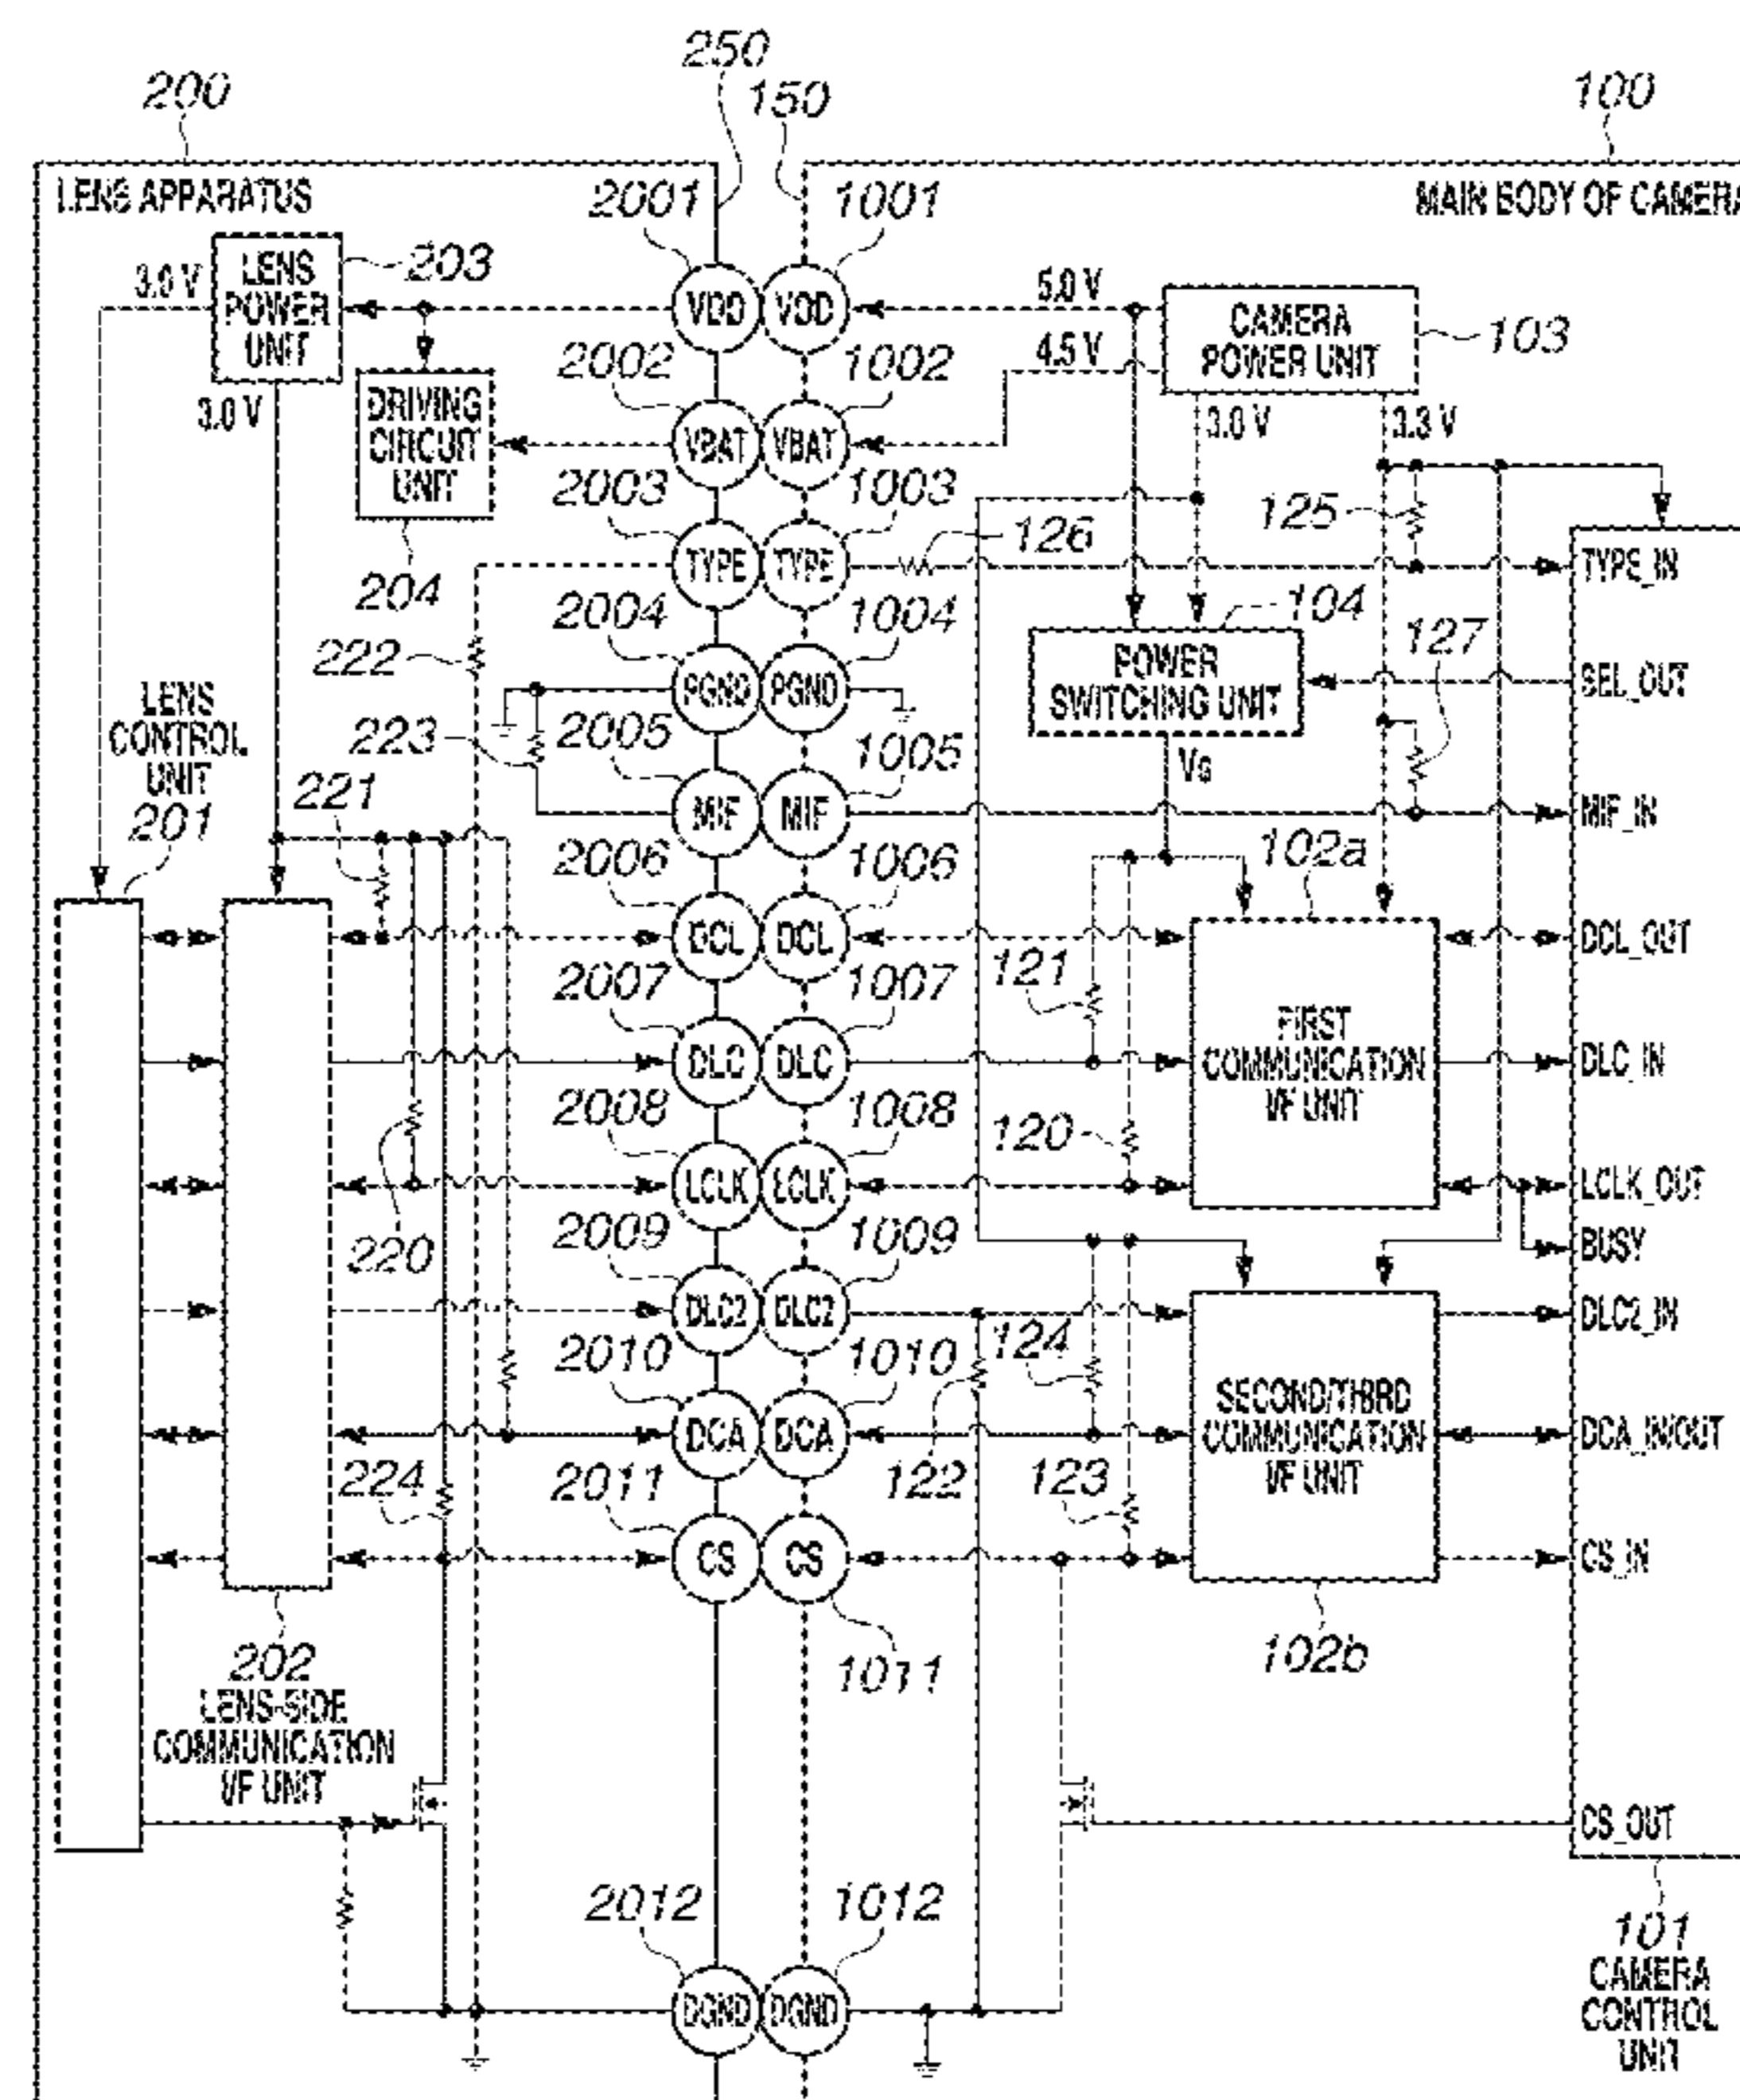 250
200
150
100
LENS APPARATUS
2001
1001
MAIN BODY OF CAMERA
3.0 V
LENS
POWER
UNIT
203
VDD
VDD
5.0 V
CAMERA
POWER UNIT
103
2002
1002
4.5 V
3.0 V
DRIVING
CIRCUIT
UNIT
VBAT
VBAT
3.0 V
3.3 V
2003
1003
125
204
TYPE
TYPE
126
TYPE_IN
2004
1004
104
127
222
PGND
PGND
POWER
SWITCHING UNIT
SEL_OUT
LENS
CONTROL
UNIT
201
223
2005
1005
Vs
221
MIF
MIF
MIF_IN
2006
1006
102a
DCL
DCL
DCL_OUT
2007
1007
121
DLC
DLC
FIRST
COMMUNICATION
I/F UNIT
DLC_IN
2008
1008
120
LCLK
LCLK
LCLK_OUT
220
2009
1009
BUSY
DLC2
DLC2
DLC2_IN
2010
1010
124
SECOND/THIRD
COMMUNICATION
I/F UNIT
DCA
DCA
DCA_IN/OUT
224
2011
122
123
CS
CS
CS_IN
202
LENS-SIDE
COMMUNICATION
I/F UNIT
1011
102b
CS_OUT
2012
1012
DGND
DGND
101
CAMERA
CONTROL
UNIT